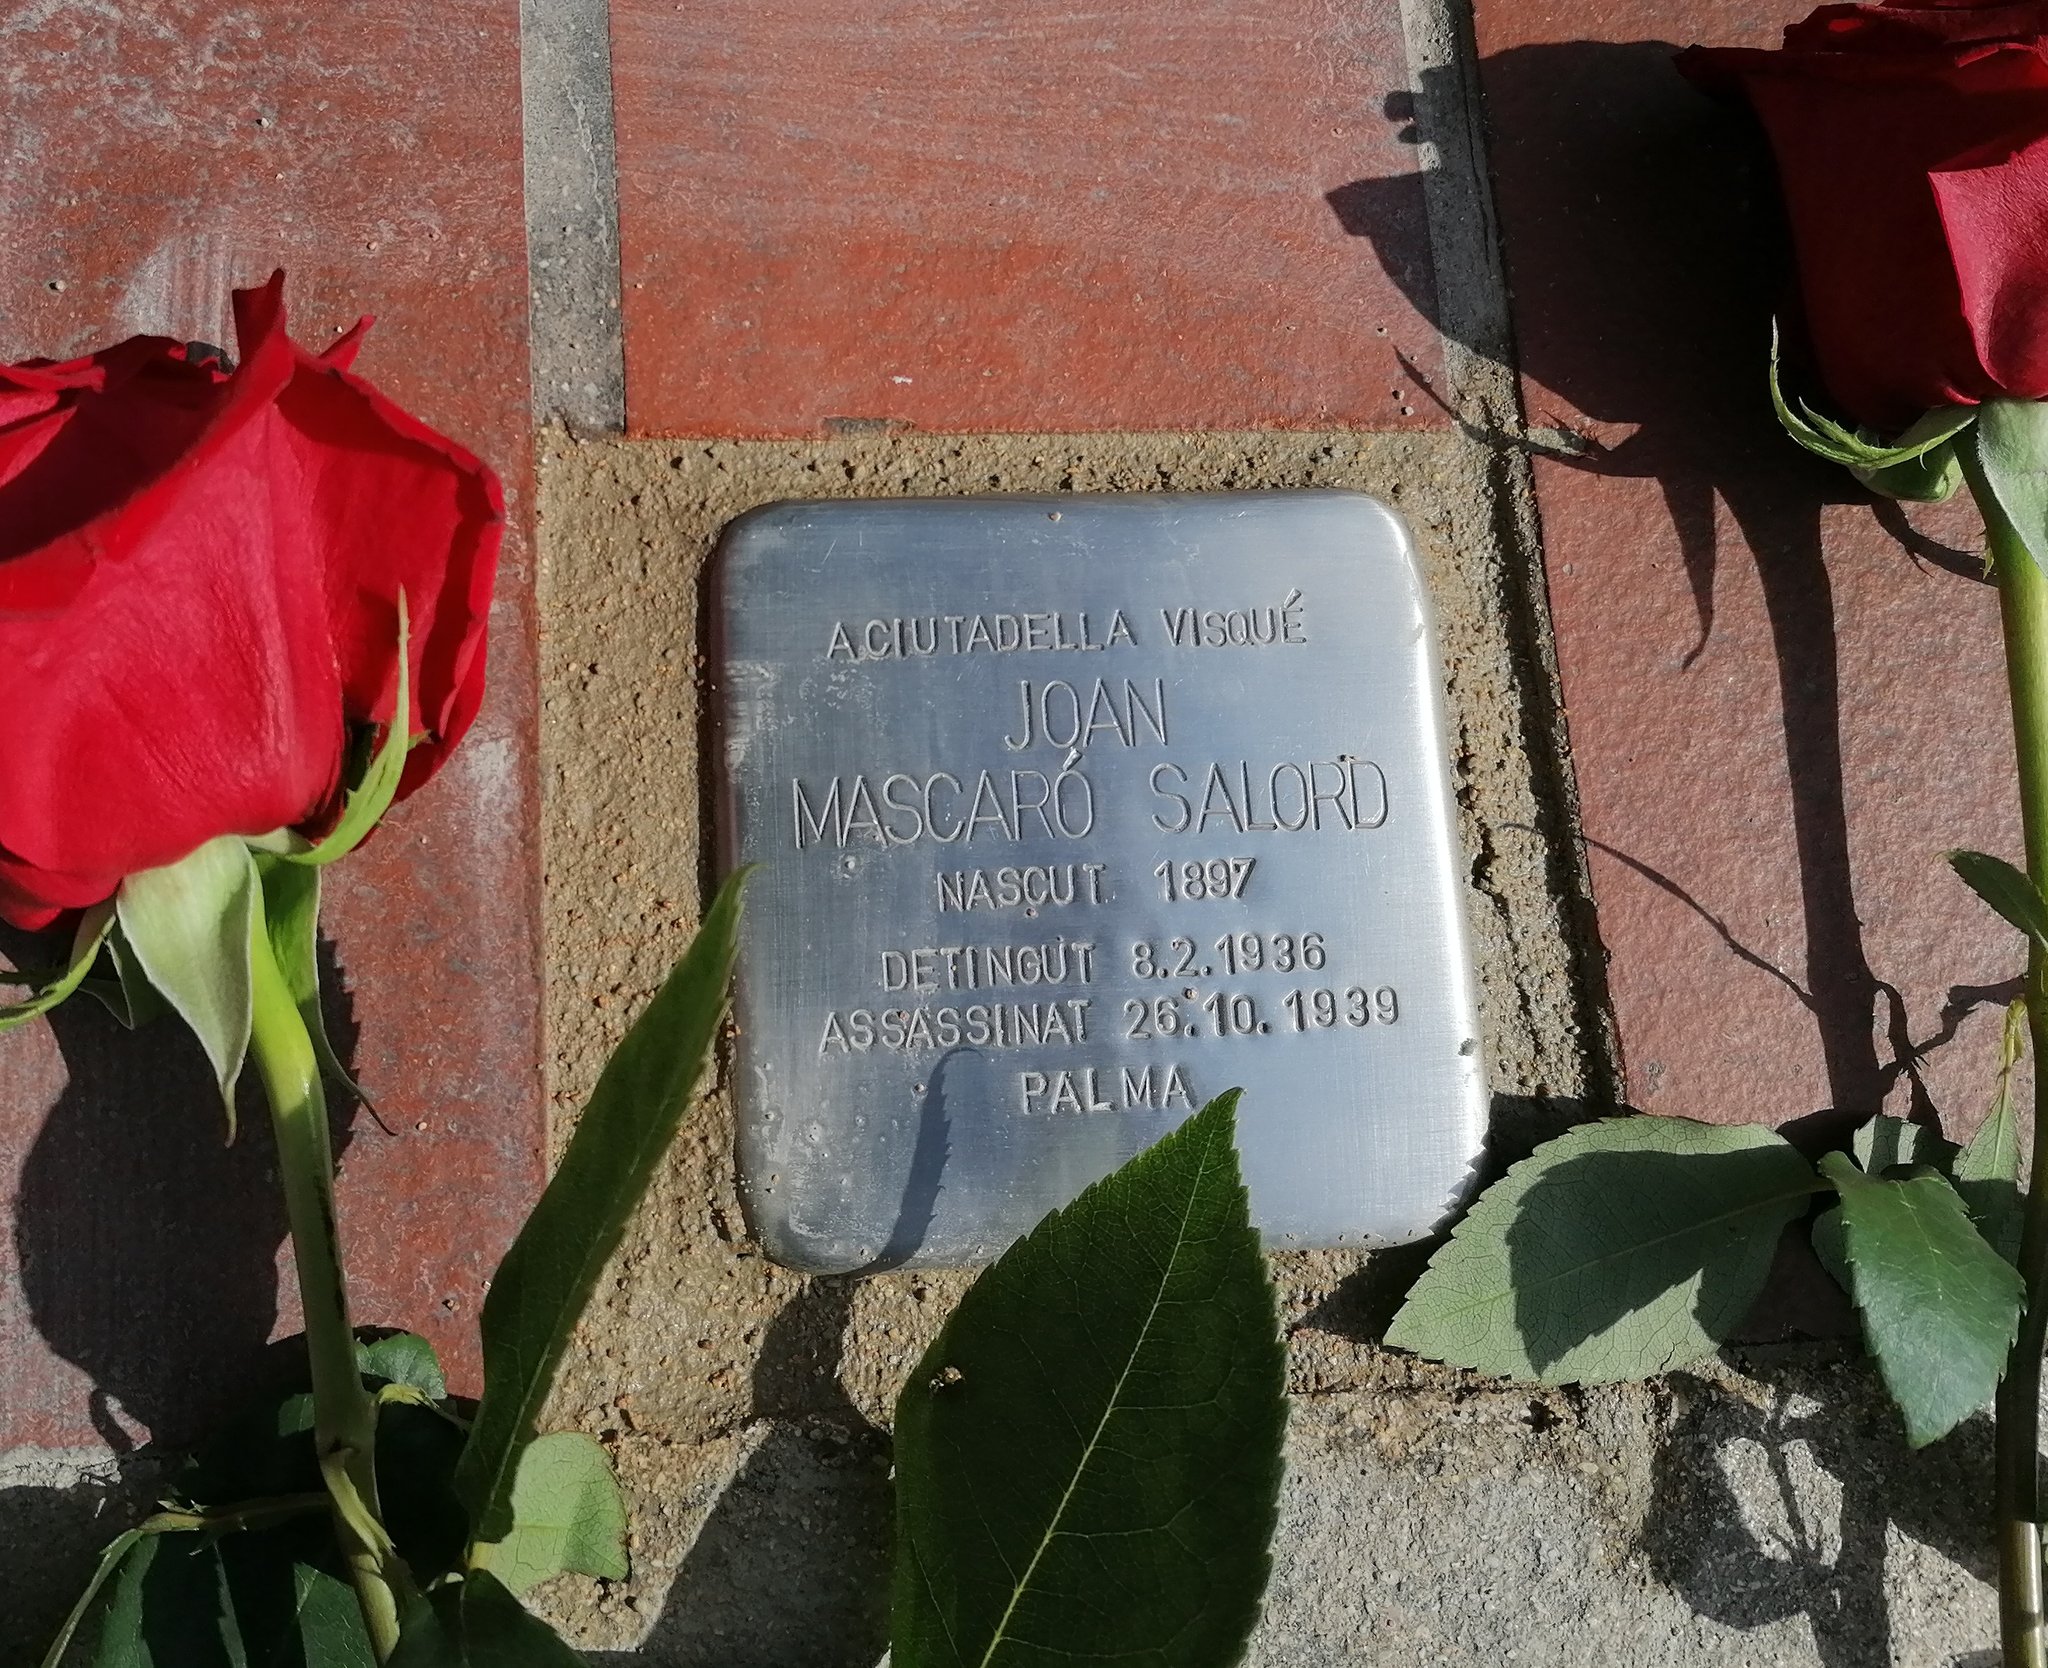 A CIUTADELLA VISQUÉ
JOAN
MASCARÓ SALORD
NASCUT 1897
DETINGUT 8.2.1936
ASSASSINAT 26.10.1939
PALMA